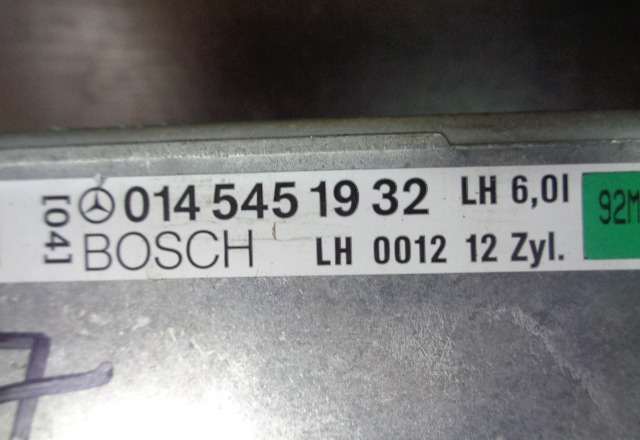 [04]
014 545 19 32 LH 6,0l
BOSCH LH 0012 12 Zyl.
92M